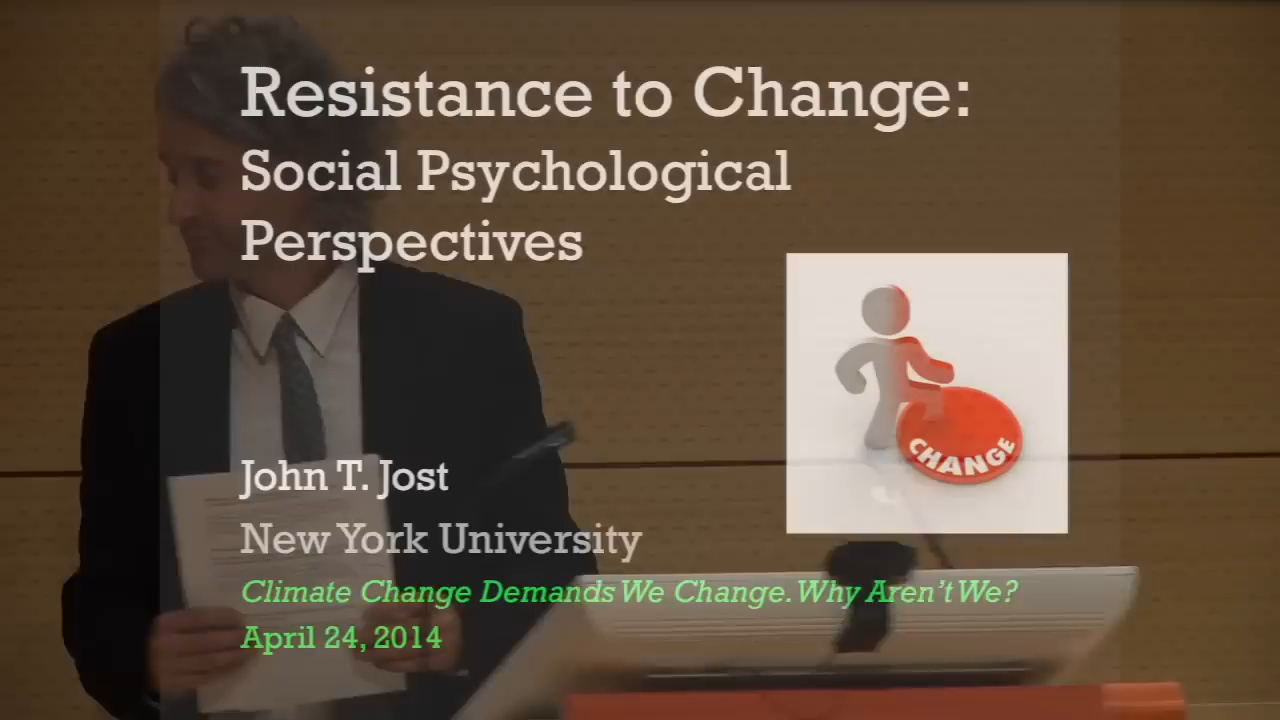 Resistance to Change:
Social Psychological
Perspectives
CHANGE
John T. Jost
New York University
Climate Change Demands We Change. Why Aren't We?
April 24, 2014